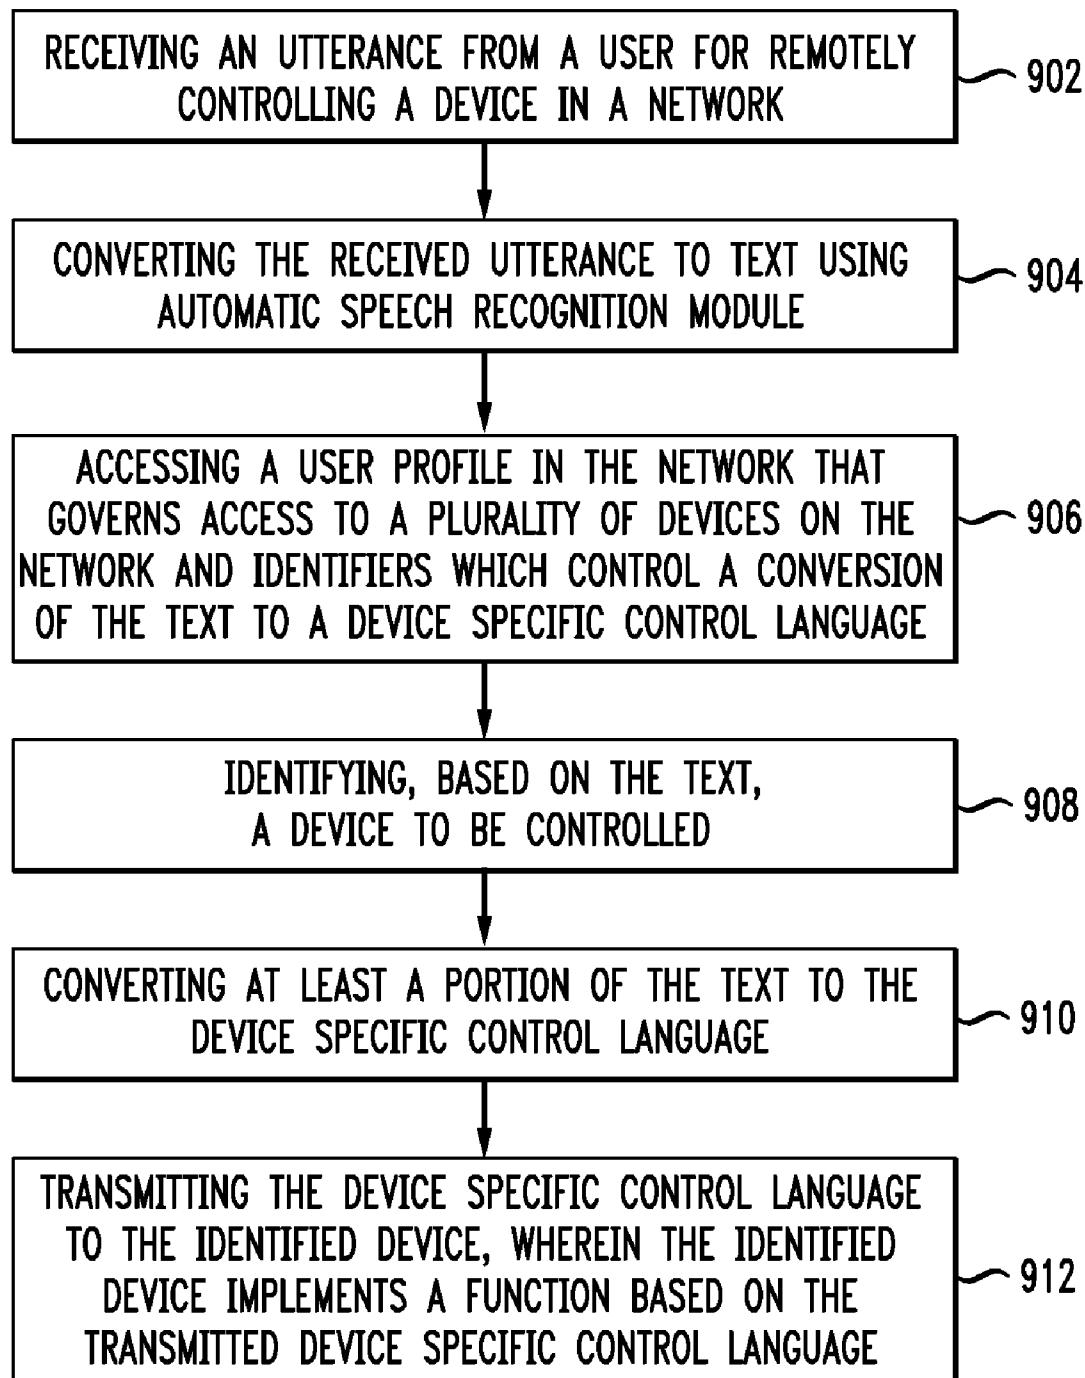 RECEIVING AN UTTERANCE FROM A USER FOR REMOTELY
CONTROLLING A DEVICE IN A NETWORK
902
CONVERTING THE RECEIVED UTTERANCE TO TEXT USING
AUTOMATIC SPEECH RECOGNITION MODULE
904
ACCESSING A USER PROFILE IN THE NETWORK THAT
GOVERNS ACCESS TO A PLURALITY OF DEVICES ON THE
NETWORK AND IDENTIFIERS WHICH CONTROL A CONVERSION
OF THE TEXT TO A DEVICE SPECIFIC CONTROL LANGUAGE
906
IDENTIFYING, BASED ON THE TEXT,
A DEVICE TO BE CONTROLLED
908
CONVERTING AT LEAST A PORTION OF THE TEXT TO THE
DEVICE SPECIFIC CONTROL LANGUAGE
910
TRANSMITTING THE DEVICE SPECIFIC CONTROL LANGUAGE
TO THE IDENTIFIED DEVICE, WHEREIN THE IDENTIFIED
DEVICE IMPLEMENTS A FUNCTION BASED ON THE
TRANSMITTED DEVICE SPECIFIC CONTROL LANGUAGE
912